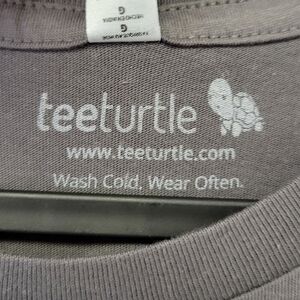 G
G
teeturtle
www.teeturtle.com
Wash Cold, Wear Often.